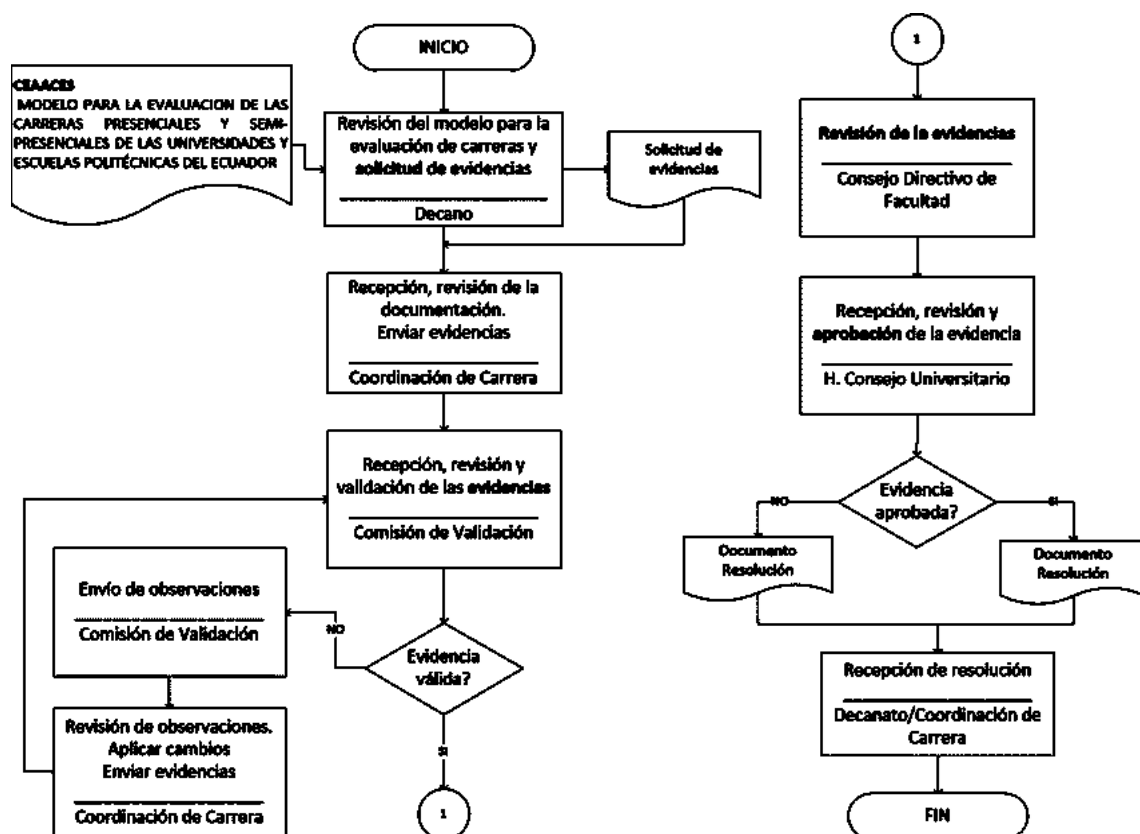 INICIO
CEAACES
MODELO PARA LA EVALUACION DE LAS
CARRERAS PRESENCIALES Y SEMI-
PRESENCIALES DE LAS UNIVERSIDADES Y
ESCUELAS POLITÉCNICAS DEL ECUADOR
Revisión del modelo para la
evaluación de carreras y
solicitud de evidencias
Decano
Solicitud de
evidencias
Recepción, revisión de la
documentación.
Enviar evidencias
Coordinación de Carrera
Recepción, revisión y
validación de las evidencias
Comisión de Validación
Evidencia
válida?
NO
Envío de observaciones
Comisión de Validación
Revisión de observaciones.
Aplicar cambios
Enviar evidencias
Coordinación de Carrera
SI
1
1
Revisión de la evidencias
Consejo Directivo de
Facultad
Recepción, revisión y
aprobación de la evidencia
H. Consejo Universitario
Evidencia
aprobada?
NO
SI
Documento
Resolución
Documento
Resolución
Recepción de resolución
Decanato/Coordinación de
Carrera
FIN